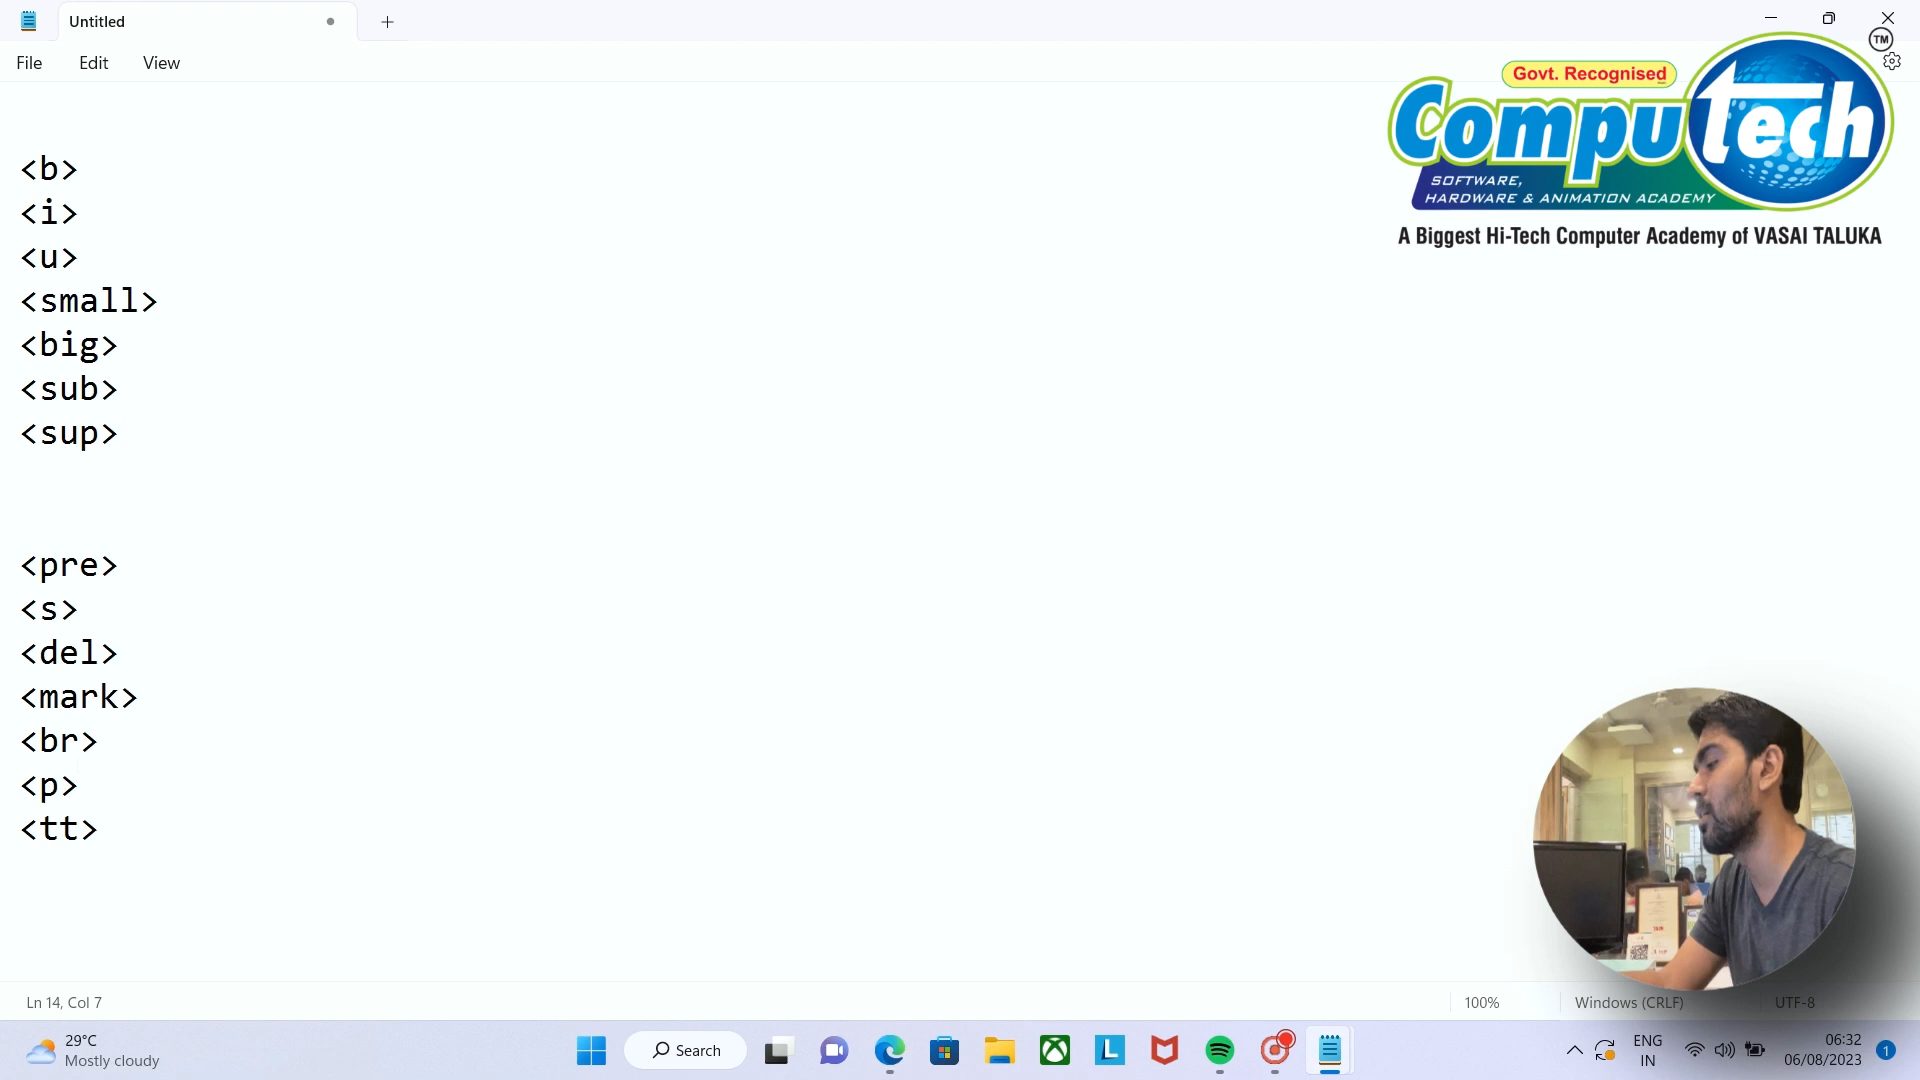 Untitled
File Edit View
TM
Govt. Recognised
Computech
SOFTWARE,
HARDWARE & ANIMATION ACADEMY
A Biggest Hi-Tech Computer Academy of VASAI TALUKA
<b>
<i>
<u>
<small>
<big>
<sub>
<sup>
<pre>
<s>
<del>
<mark>
<br>
<p>
<tt>
Ln 14, Col 7
100%
Windows (CRLF)
UTF-8
29°C
Mostly cloudy
Search
L
ENG
IN
06:32
06/08/2023
1